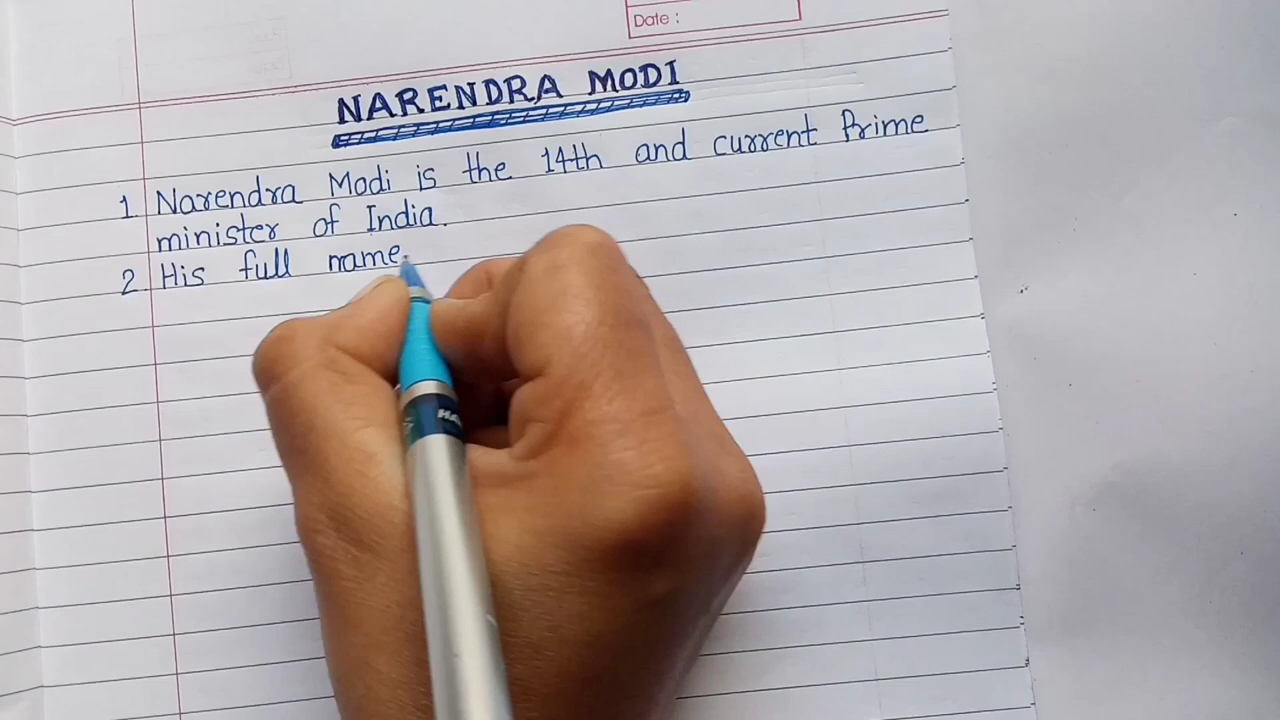 Date :
NARENDRA MODI
1 Narendra Modi is the 14th and current Prime
minister of India.
2 His full name